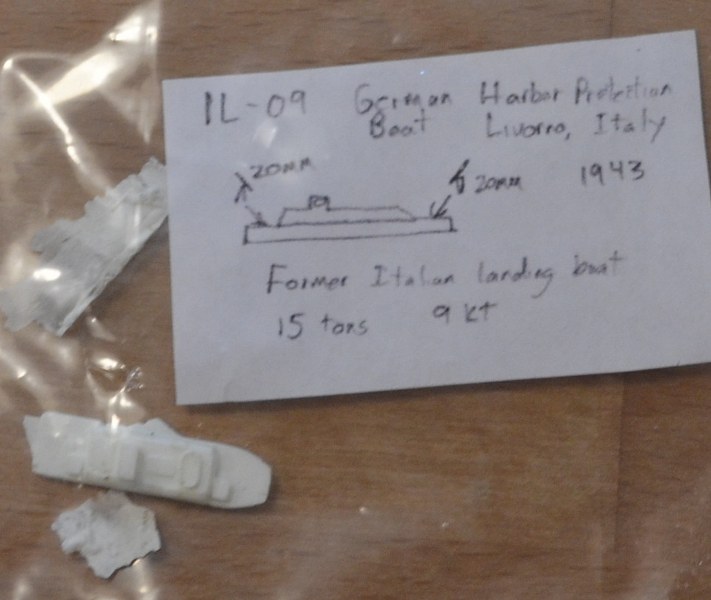 IL-09 German Harbor Protection
Boat Livorno, Italy
20mm 20mm 1943
Former Italian landing boat
15 tons 9 kt